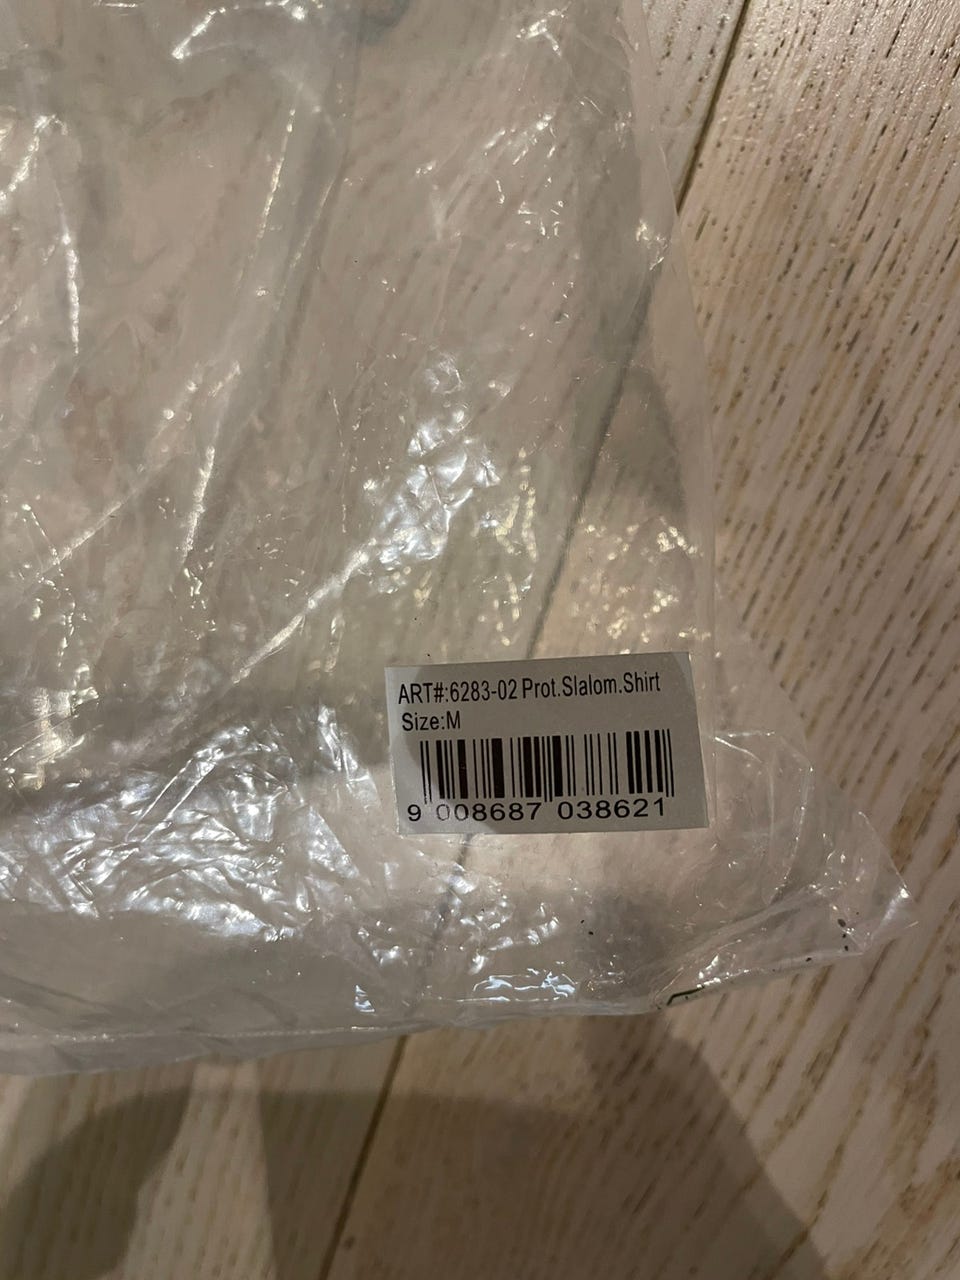 ART#:6283-02 Prot.Slalom.Shirt
Size:M
9 008687 038621